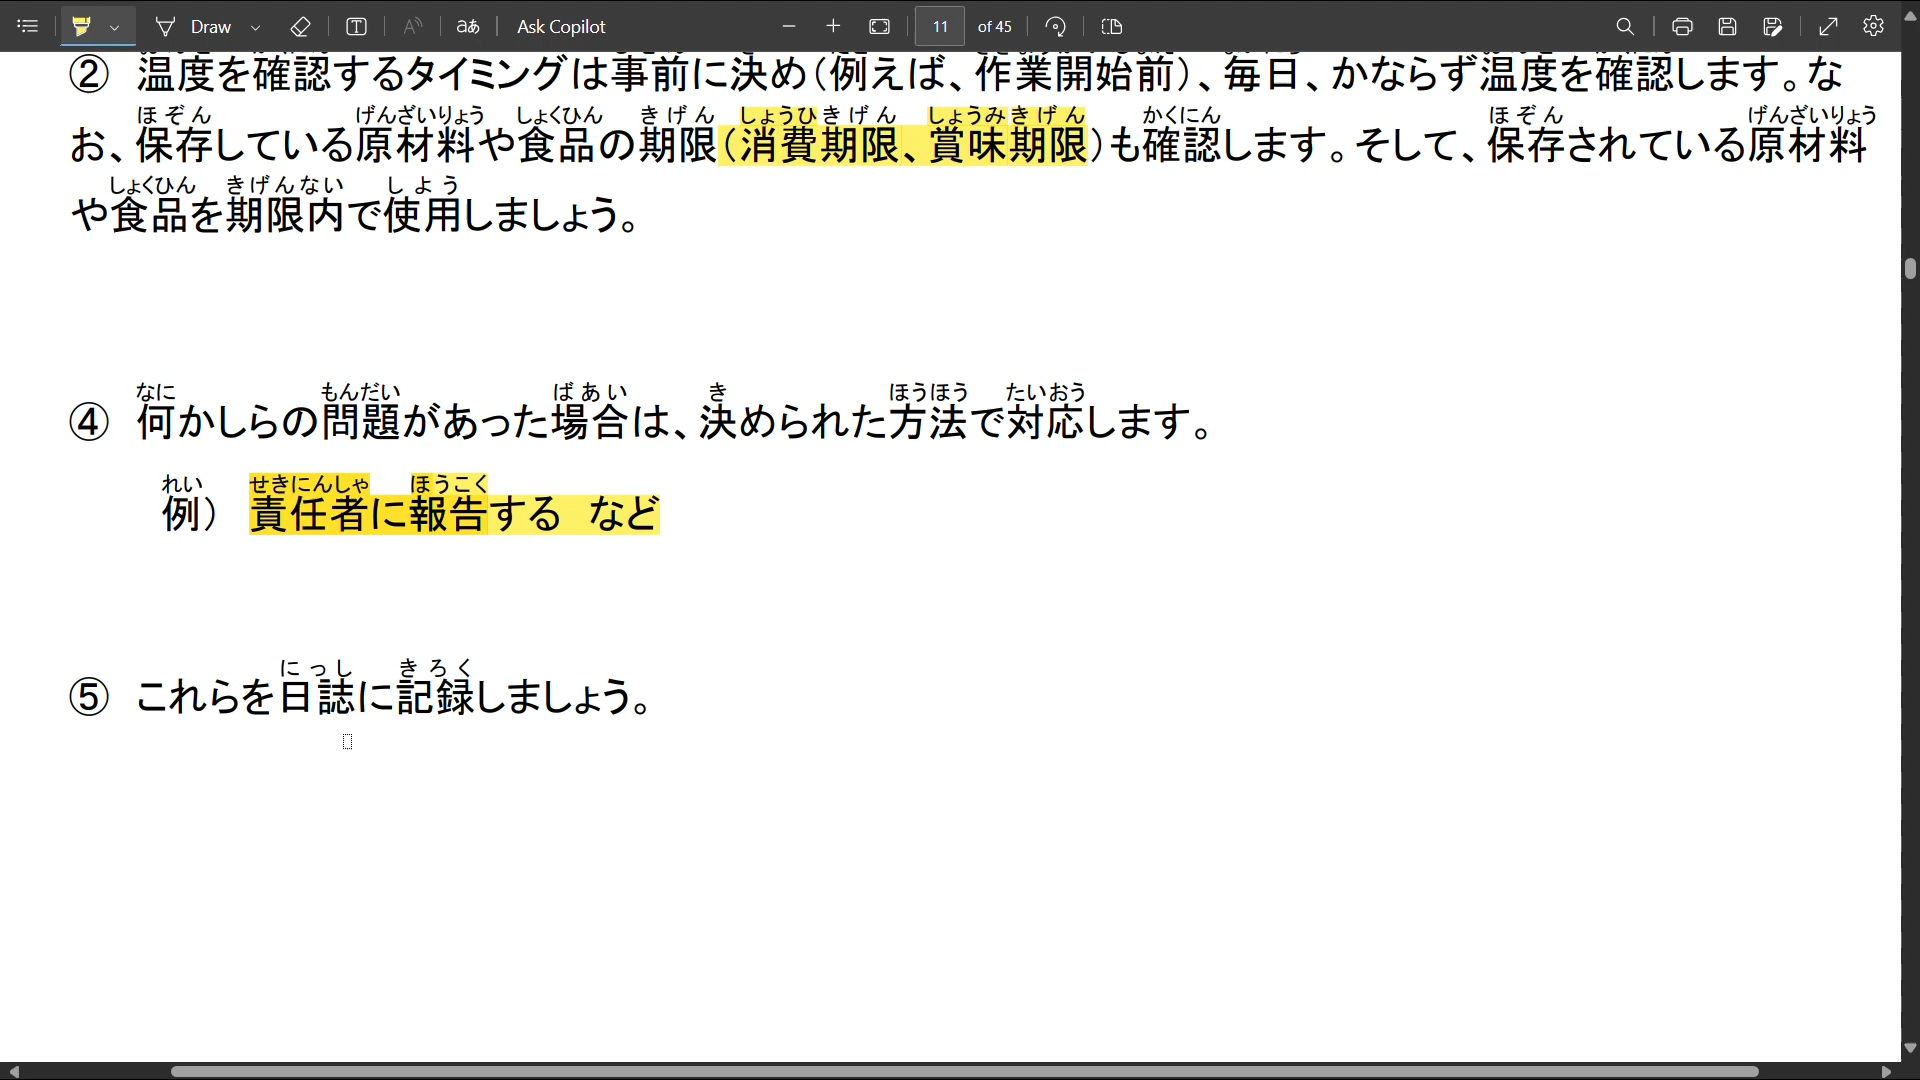 Draw
Ask Copilot
11 of 45
② 温度を確認するタイミングは事前に決め（例えば、作業開始前）、毎日、かならず温度を確認します。な
ほぞん げんざいりょう しょくひん きげん しょうひきげん しょうみきげん かくにん ほぞん げんざいりょう
お、保存している原材料や食品の期限（消費期限、賞味期限）も確認します。そして、保存されている原材料
しょくひん きげんない しよう
や食品を期限内で使用しましょう。
なに もんだい ばあい き ほうほう たいおう
④ 何かしらの問題があった場合は、決められた方法で対応します。
れい せきにんしゃ ほうこく
例） 責任者に報告する など
にっし きろく
⑤ これらを日誌に記録しましょう。